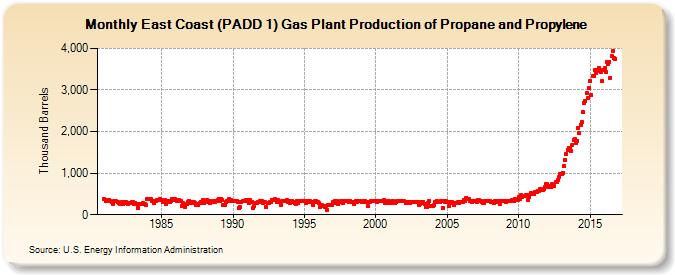 Monthly East Coast (PADD 1) Gas Plant Production of Propane and Propylene
Thousand Barrels
4,000
3,000
2,000
1,000
0
1985 1990 1995 2000 2005 2010 2015
Source: U.S. Energy Information Administration